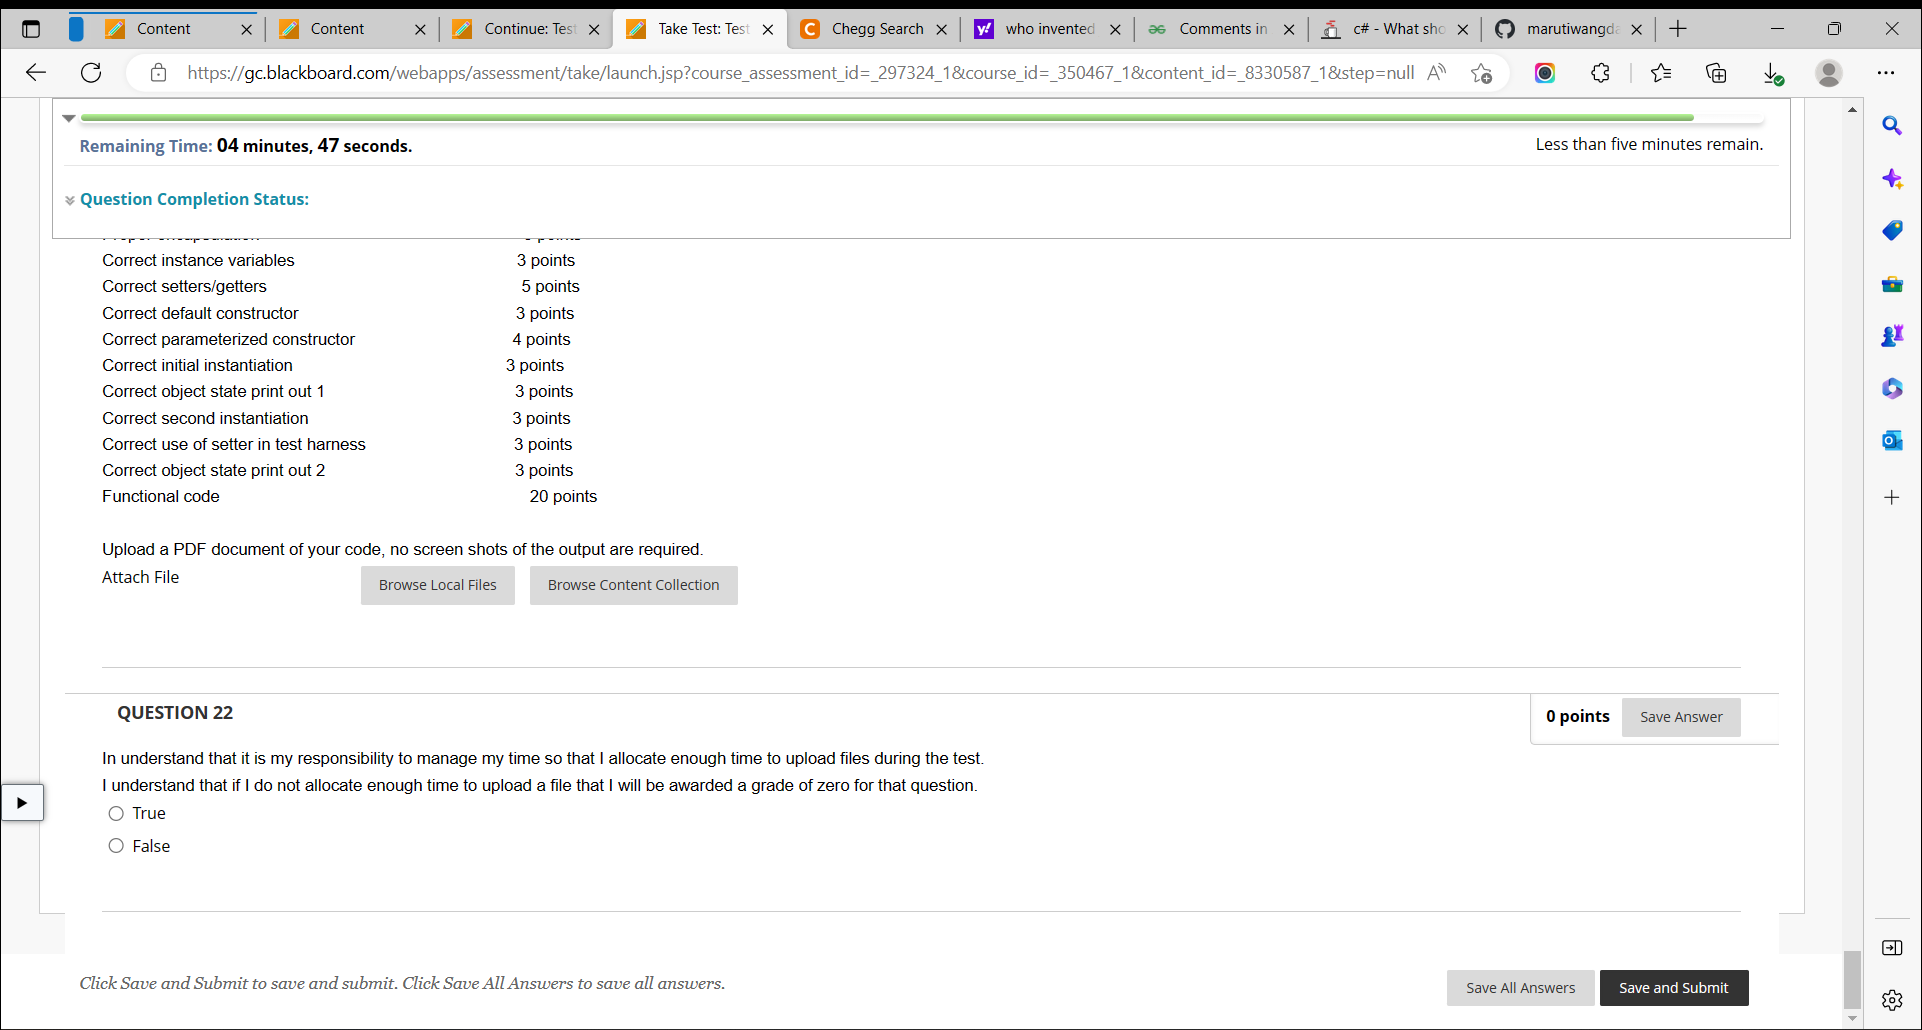 Content
Content
Continue: Tes
Take Test: Test
Chegg Search
who invented
Comments in
c# - What sho
marutiwangda
https://gc.blackboard.com/webapps/assessment/take/launch.jsp?course_assessment_id=_297324_1&course_id=_350467_1&content_id=_8330587_1&step=null
Remaining Time: 04 minutes, 47 seconds.
Less than five minutes remain.
Question Completion Status:
Correct instance variables 3 points
Correct setters/getters 5 points
Correct default constructor 3 points
Correct parameterized constructor 4 points
Correct initial instantiation 3 points
Correct object state print out 1 3 points
Correct second instantiation 3 points
Correct use of setter in test harness 3 points
Correct object state print out 2 3 points
Functional code 20 points
Upload a PDF document of your code, no screen shots of the output are required.
Attach File
Browse Local Files
Browse Content Collection
QUESTION 22
0 points
Save Answer
In understand that it is my responsibility to manage my time so that I allocate enough time to upload files during the test.
I understand that if I do not allocate enough time to upload a file that I will be awarded a grade of zero for that question.
True
False
Click Save and Submit to save and submit. Click Save All Answers to save all answers.
Save All Answers
Save and Submit